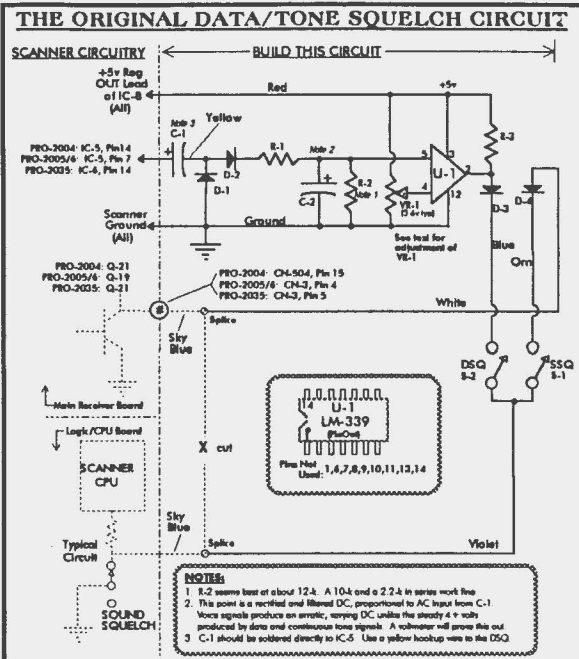 THE ORIGINAL DATA/TONE SQUELCH CIRCUIT
SCANNER CIRCUITRY
BUILD THIS CIRCUIT
+5v Reg
OUT Lead
of IC-8
(All)
Red
+5v
Note 3
C-1
Yellow
PRO-2004: IC-5, Pin14
PRO-2005/6: IC-5, Pin 7
PRO-2035: IC-6, Pin 14
D-1
D-2
R-1
Note 2
C-2
R-2
Note 1
VR-1
5
4
3
2
12
U-1
R-3
D-3
D-4
Scanner
Ground
(All)
Ground
See text for
adjustment of
VR-1
Blue
Orn
PRO-2004: Q-21
PRO-2005/6: Q-19
PRO-2035: Q-21
#
PRO-2004: CN-504, Pin 15
PRO-2005/6: CN-3, Pin 4
PRO-2035: CN-3, Pin 5
White
Sky
Blue
Splice
DSQ
S-2
SSQ
S-1
Main Receiver Board
Logic/CPU Board
14
U-1
LM-339
(PinOut)
Pins Not
Used: 1,6,7,8,9,10,11,13,14
X cut
SCANNER
CPU
Sky
Blue
Splice
Violet
Typical
Circuit
SOUND
SQUELCH
NOTES:
1. R-2 seems best at about 12-k. A 10-k and a 2.2-k in series work fine
2. This point is a rectified and filtered DC, proportional to AC input from C-1.
Voice signals produce an erratic, varying DC unlike the steady 4 + volts
produced by data and continuous tone signals. A voltmeter will prove this out
3 C-1 should be soldered directly to IC-5. Use a yellow hookup wire to the DSQ